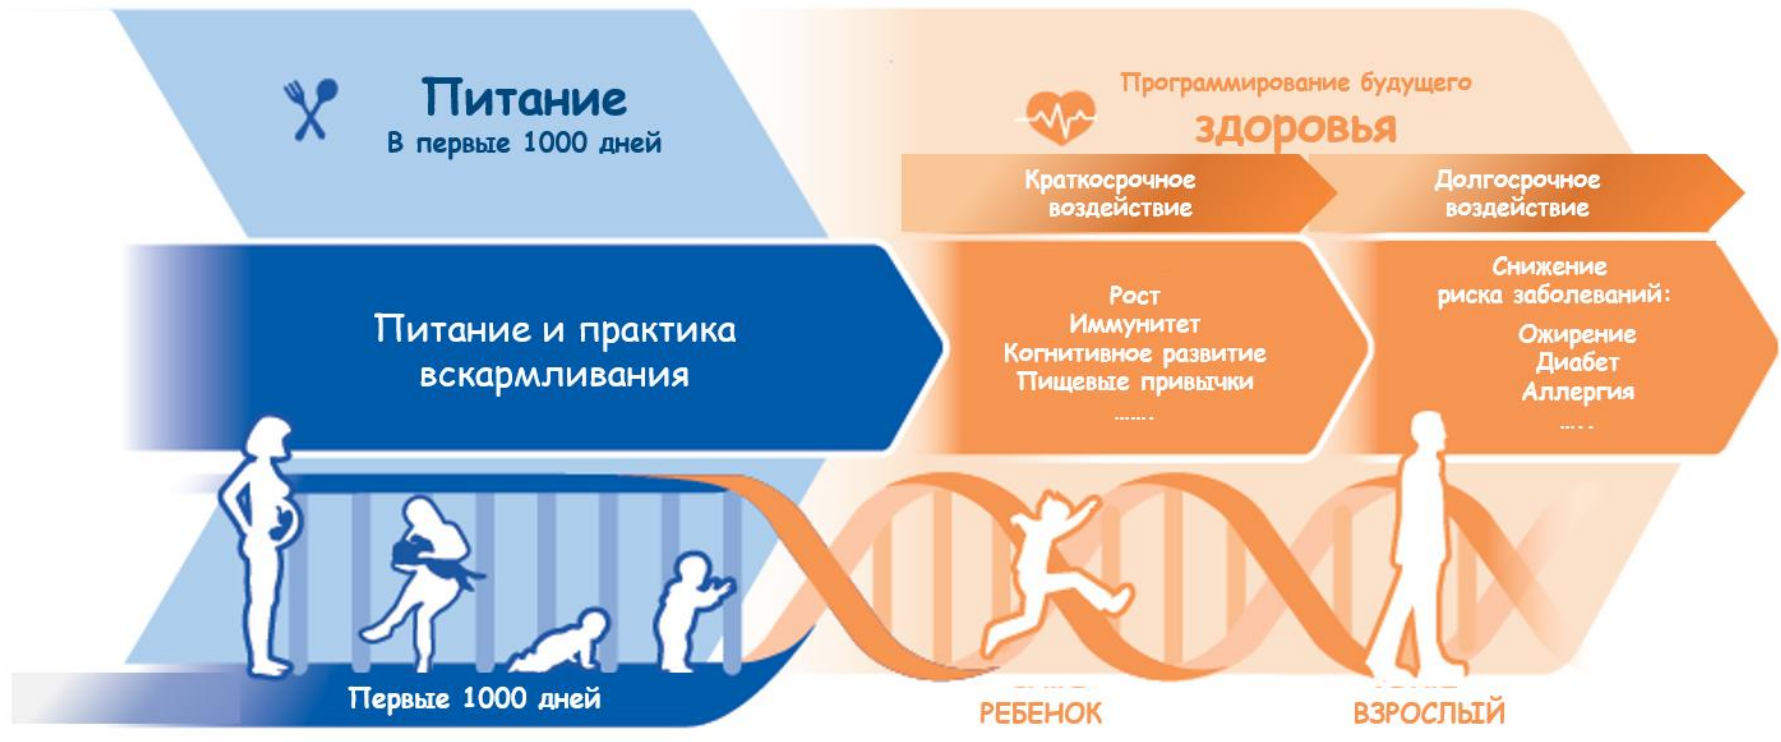 Питание
В первые 1000 дней
Программирование будущего
здоровья
Краткосрочное
воздействие
Долгосрочное
воздействие
Питание и практика
вскармливания
Рост
Иммунитет
Когнитивное развитие
Пищевые привычки
…….
Снижение
риска заболеваний:
Ожирение
Диабет
Аллергия
…..
Первые 1000 дней
РЕБЕНОК
ВЗРОСЛЫЙ